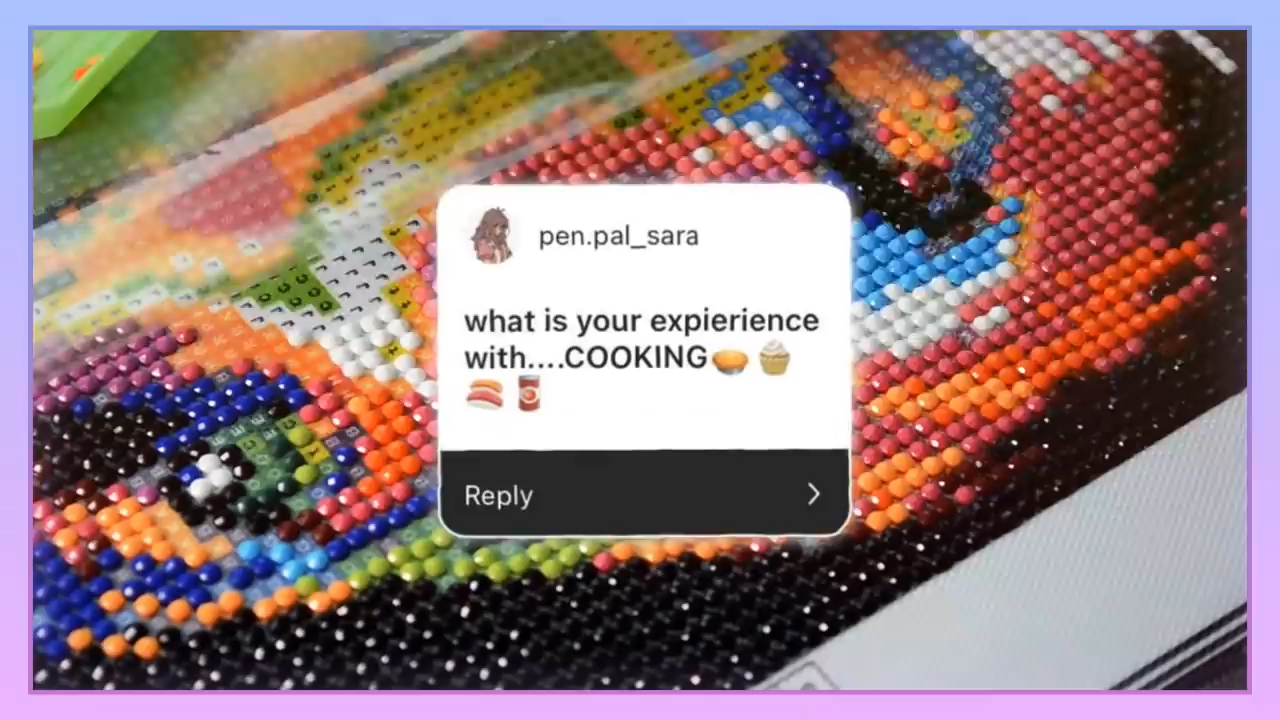 pen.pal_sara
what is your expierience
with....COOKING🥧🧁
🌭🥫
Reply